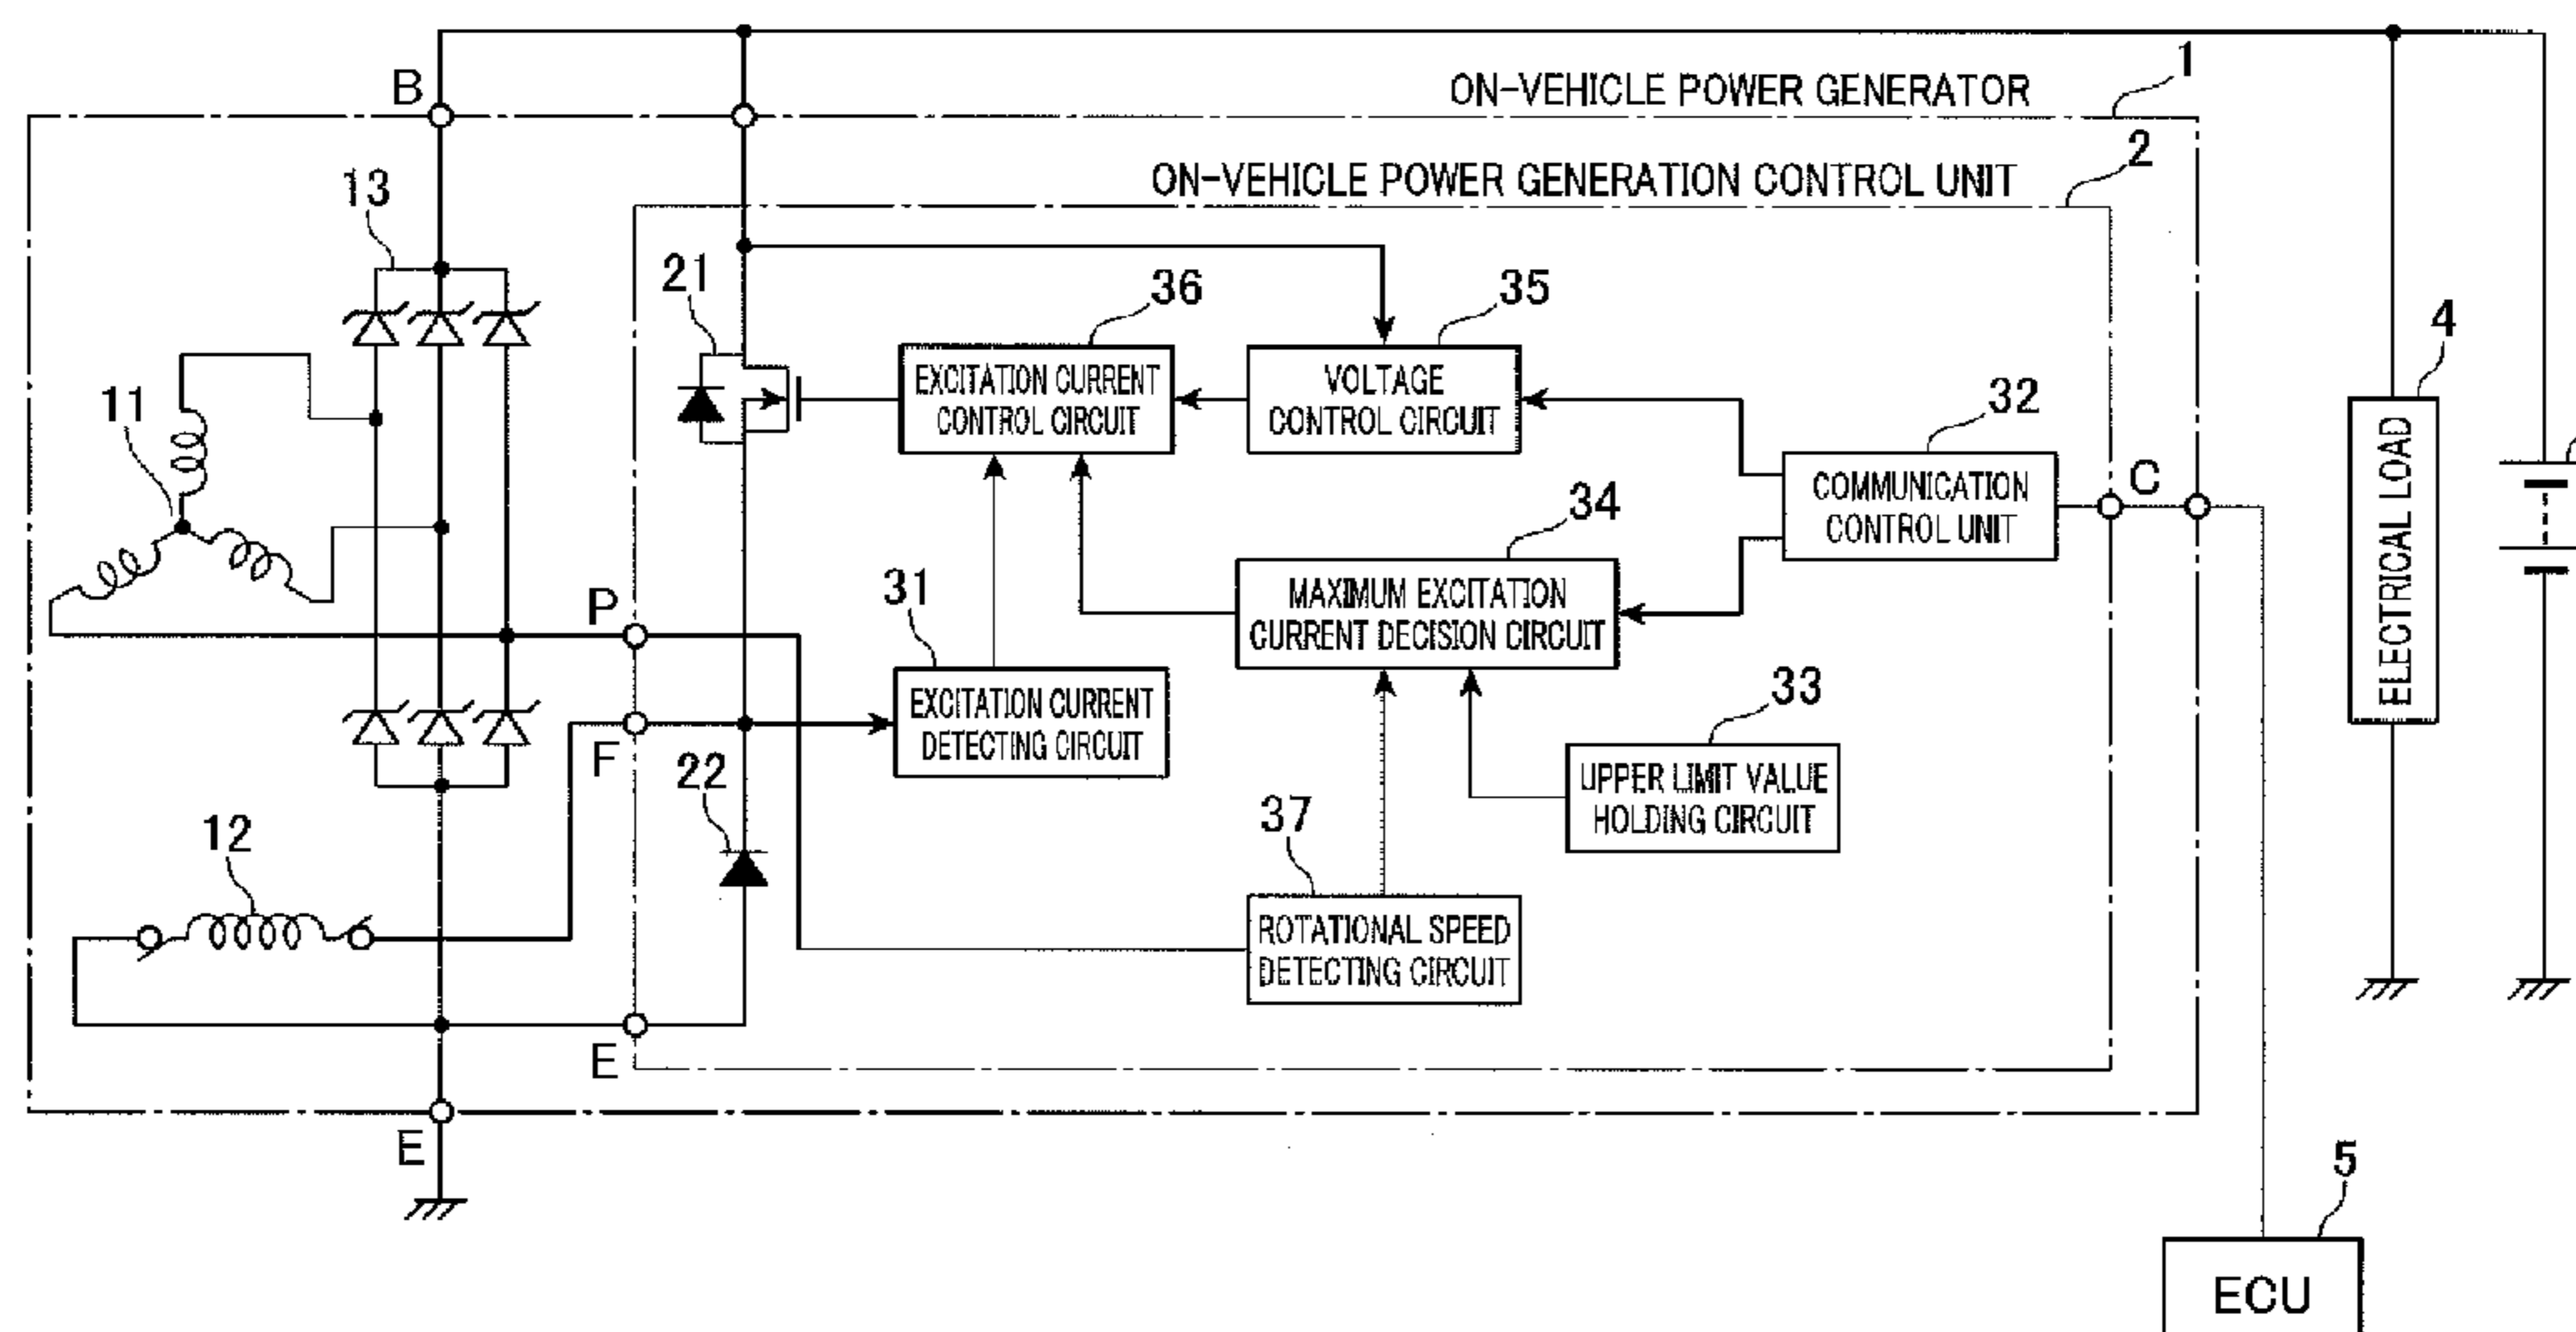 1
B
ON-VEHICLE POWER GENERATOR
2
13
ON-VEHICLE POWER GENERATION CONTROL UNIT
21
36
35
4
11
EXCITATION CURRENT
CONTROL CIRCUIT
VOLTAGE
CONTROL CIRCUIT
32
34
COMMUNICATION
CONTROL UNIT
C
ELECTRICAL LOAD
P
31
MAXIMUM EXCITATION
CURRENT DECISION CIRCUIT
33
EXCITATION CURRENT
DETECTING CIRCUIT
F
22
UPPER LIMIT VALUE
HOLDING CIRCUIT
12
37
ROTATIONAL SPEED
DETECTING CIRCUIT
E
E
5
ECU